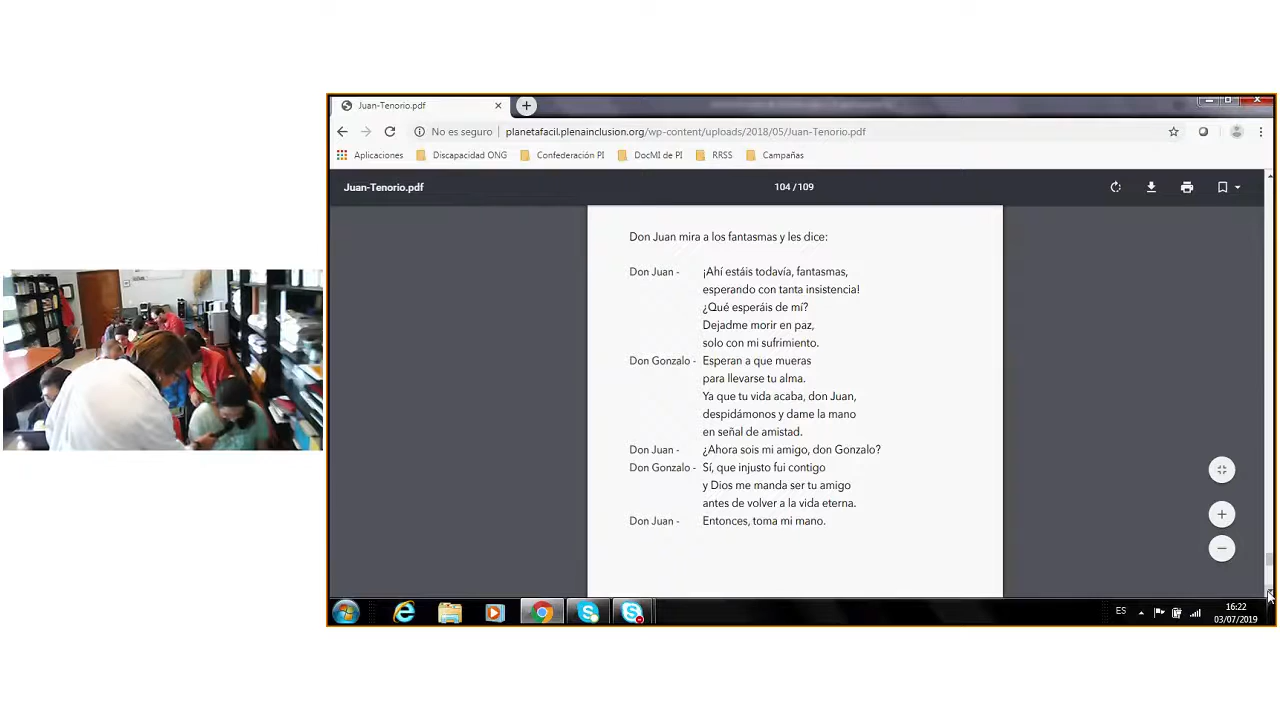 Juan-Tenorio.pdf
No es seguro planetafacil.plenainclusion.org/wp-content/uploads/2018/05/Juan-Tenorio.pdf
Aplicaciones Discapacidad ONG Confederación PI DocMI de PI RRSS Campañas
Juan-Tenorio.pdf 104 / 109
Don Juan mira a los fantasmas y les dice:
Don Juan - ¡Ahí estáis todavía, fantasmas,
esperando con tanta insistencia!
¿Qué esperáis de mí?
Dejadme morir en paz,
solo con mi sufrimiento.
Don Gonzalo - Esperan a que mueras
para llevarse tu alma.
Ya que tu vida acaba, don Juan,
despidámonos y dame la mano
en señal de amistad.
Don Juan - ¿Ahora sois mi amigo, don Gonzalo?
Don Gonzalo - Sí, que injusto fui contigo
y Dios me manda ser tu amigo
antes de volver a la vida eterna.
Don Juan - Entonces, toma mi mano.
ES 16:22
03/07/2019